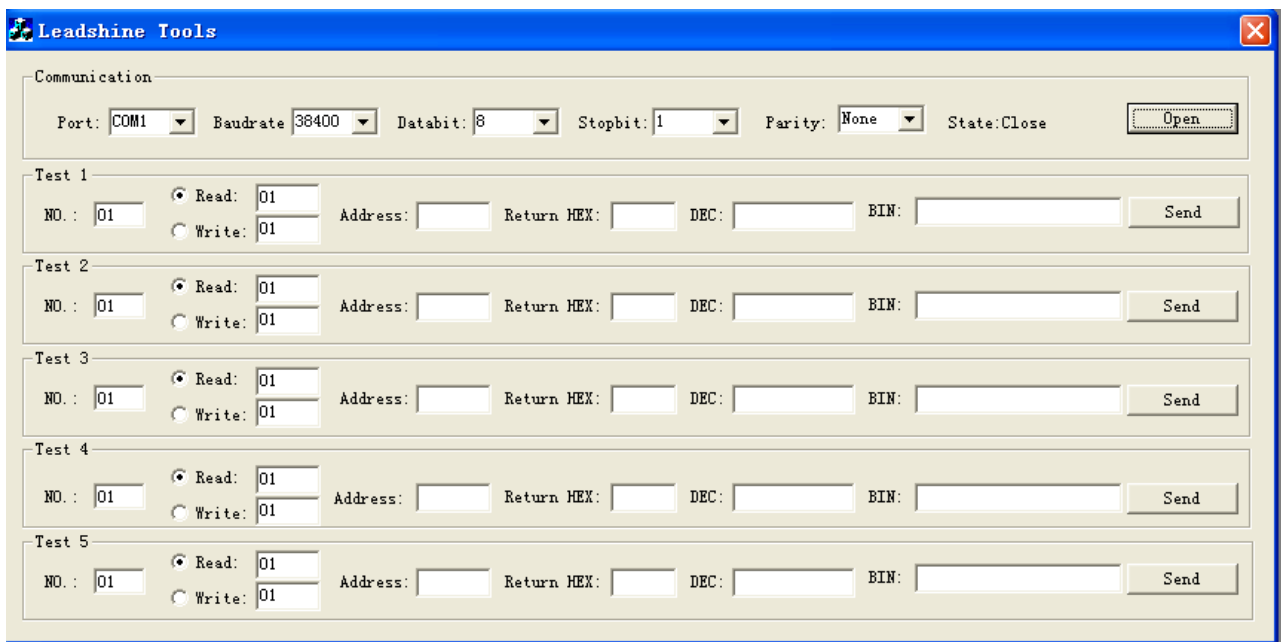 Leadshine Tools
Communication
Port: COM1 Baudrate 38400 Databit: 8 Stopbit: 1 Parity: None State:Close Open
Test 1
Read: 01
NO.: 01 Address: Return HEX: DEC: BIN: Send
Write: 01
Test 2
Read: 01
NO.: 01 Address: Return HEX: DEC: BIN: Send
Write: 01
Test 3
Read: 01
NO.: 01 Address: Return HEX: DEC: BIN: Send
Write: 01
Test 4
Read: 01
NO.: 01 Address: Return HEX: DEC: BIN: Send
Write: 01
Test 5
Read: 01
NO.: 01 Address: Return HEX: DEC: BIN: Send
Write: 01